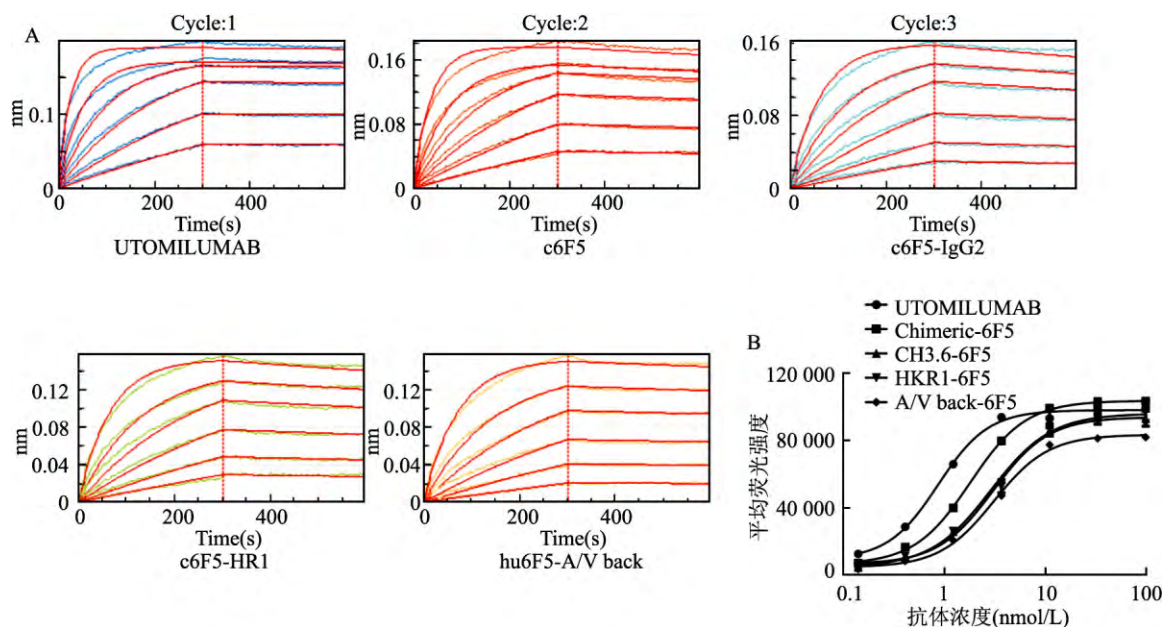 A
Cycle:1
Cycle:2
Cycle:3
0.1
0
nm
0 200 400
Time(s)
UTOMILUMAB
0.16
0.08
0
nm
0 200 400
Time(s)
c6F5
0.16
0.12
0.08
0.04
0
nm
0 200 400
Time(s)
c6F5-IgG2
0.12
0.08
0.04
0
nm
0 200 400
Time(s)
c6F5-HR1
0.12
0.08
0.04
0
nm
0 200 400
Time(s)
hu6F5-A/V back
B
UTOMILUMAB
Chimeric-6F5
CH3.6-6F5
HKR1-6F5
A/V back-6F5
平均荧光强度
120 000
80 000
40 000
0
0.1 1 10 100
抗体浓度(nmol/L)